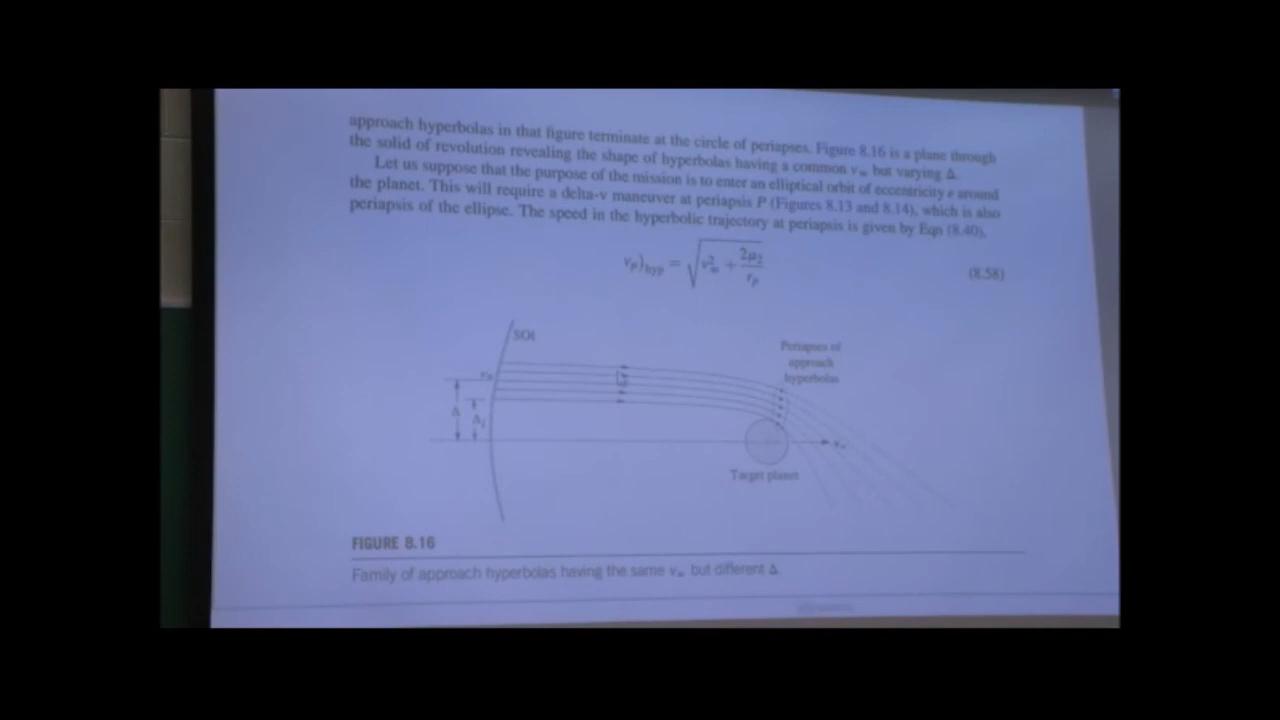 approach hyperbolas in that figure terminate at the circle of periapses. Figure 8.16 is a plane through
the solid of revolution revealing the shape of hyperbolas having a common v∞ but varying Δ.
Let us suppose that the purpose of the mission is to enter an elliptical orbit of eccentricity e around
the planet. This will require a delta-v maneuver at periapsis P (Figures 8.13 and 8.14), which is also
periapsis of the ellipse. The speed in the hyperbolic trajectory at periapsis is given by Eqn (8.40),
vp)hyp = √(v∞² + 2μ2/rp) (8.58)
SOI
Periapses of
approach
hyperbolas
v∞
Δ
Δ
v∞
Target planet
FIGURE 8.16
Family of approach hyperbolas having the same v∞ but different Δ.